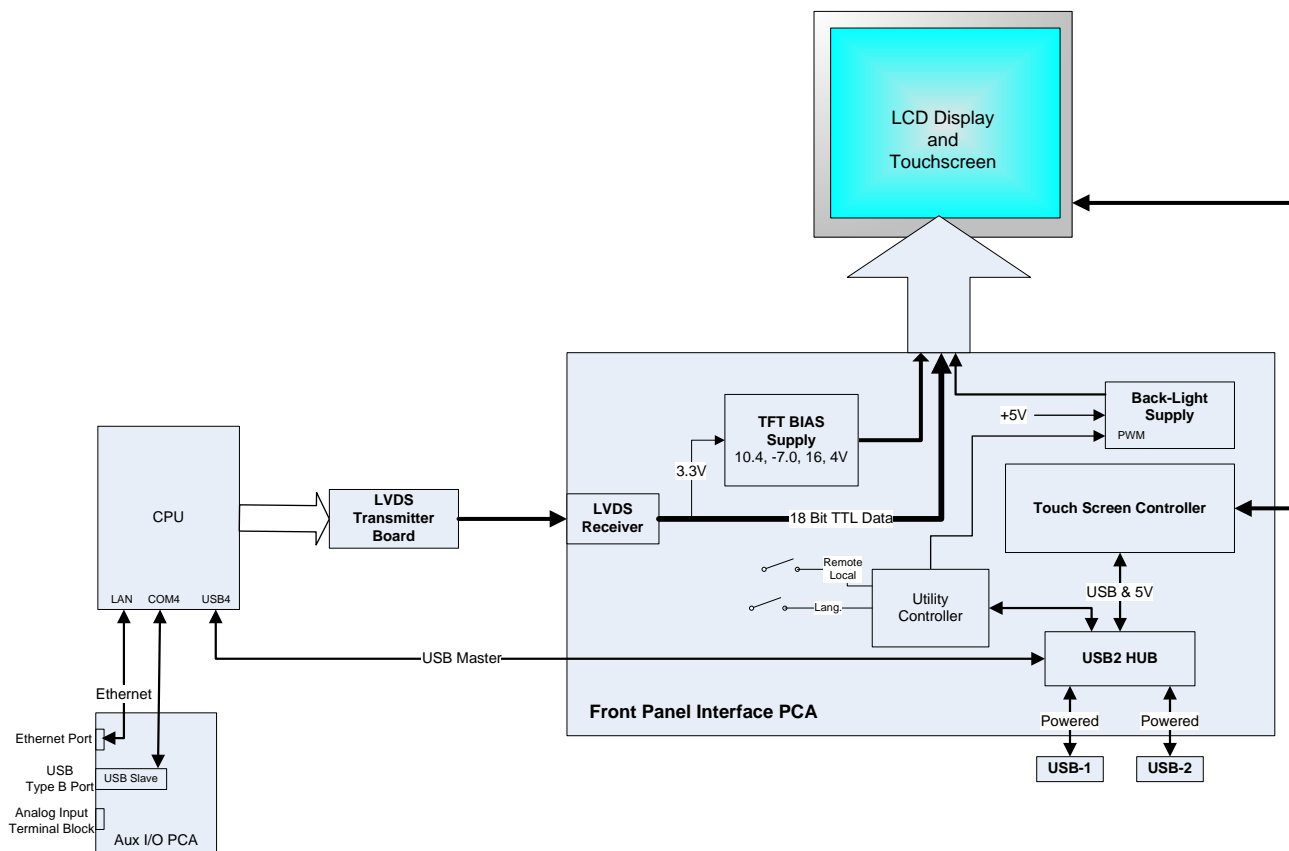 LCD Display
and
Touchscreen
Back-Light
Supply
+5V
PWM
TFT BIAS
Supply
10.4, -7.0, 16, 4V
3.3V
CPU
LVDS
Transmitter
Board
LVDS
Receiver
18 Bit TTL Data
Touch Screen Controller
Remote
Local
Lang.
Utility
Controller
USB & 5V
LAN
COM4
USB4
USB Master
USB2 HUB
Ethernet
Front Panel Interface PCA
Powered
Powered
USB-1
USB-2
Ethernet Port
USB
Type B Port
USB Slave
Analog Input
Terminal Block
Aux I/O PCA